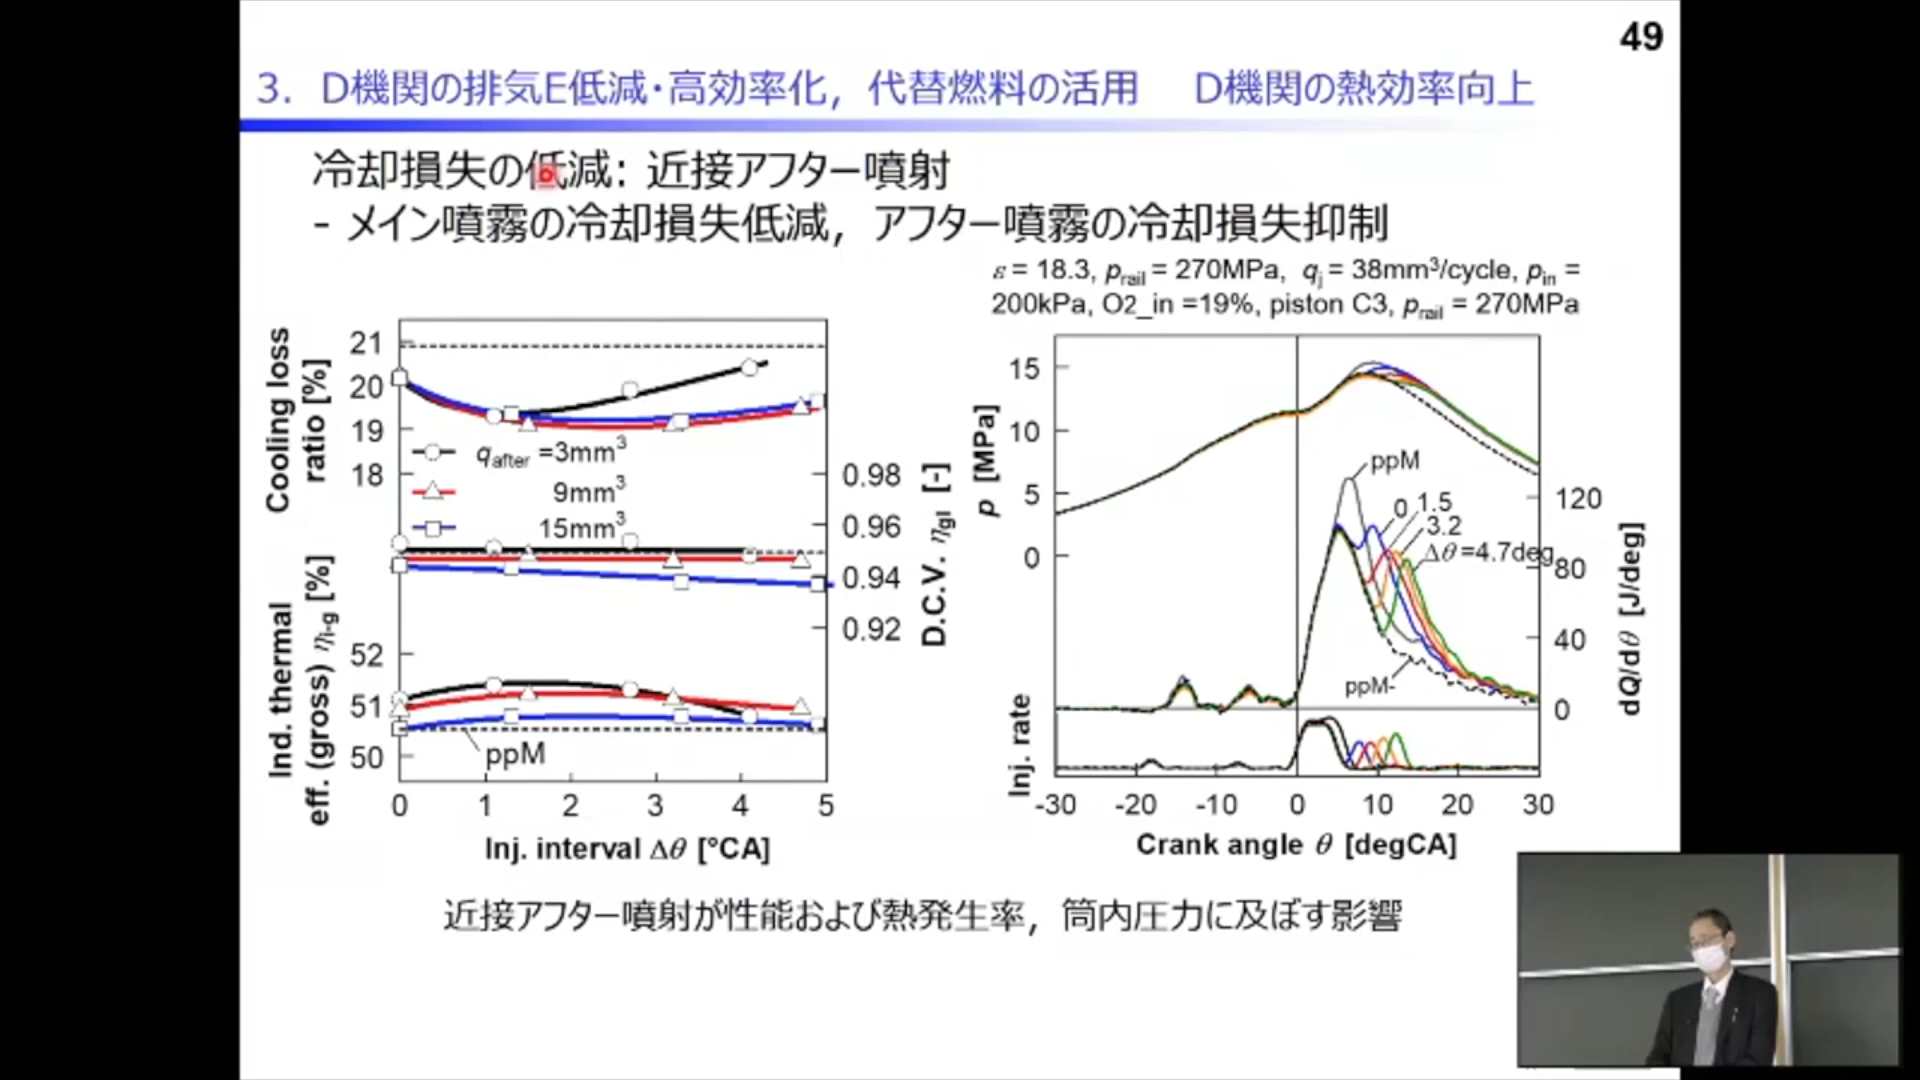 49
3. D機関の排気E低減・高効率化，代替燃料の活用　D機関の熱効率向上
冷却損失の低減： 近接アフター噴射
- メイン噴霧の冷却損失低減，アフター噴霧の冷却損失抑制
ε = 18.3, prail = 270MPa, qj = 38mm3/cycle, pin =
200kPa, O2_in =19%, piston C3, prail = 270MPa
Cooling loss
ratio [%]
21
20
19
18
qafter =3mm3
9mm3
15mm3
0.98
0.96
0.94
0.92
D.C.V. ηgl [-]
Ind. thermal
eff. (gross) ηi-g [%]
52
51
50
ppM
0 1 2 3 4 5
Inj. interval Δθ [°CA]
p [MPa]
15
10
5
0
ppM
0
1.5
3.2
Δθ=4.7deg
ppM-
120
80
40
0
dQ/dθ [J/deg]
Inj. rate
-30 -20 -10 0 10 20 30
Crank angle θ [degCA]
近接アフター噴射が性能および熱発生率，筒内圧力に及ぼす影響